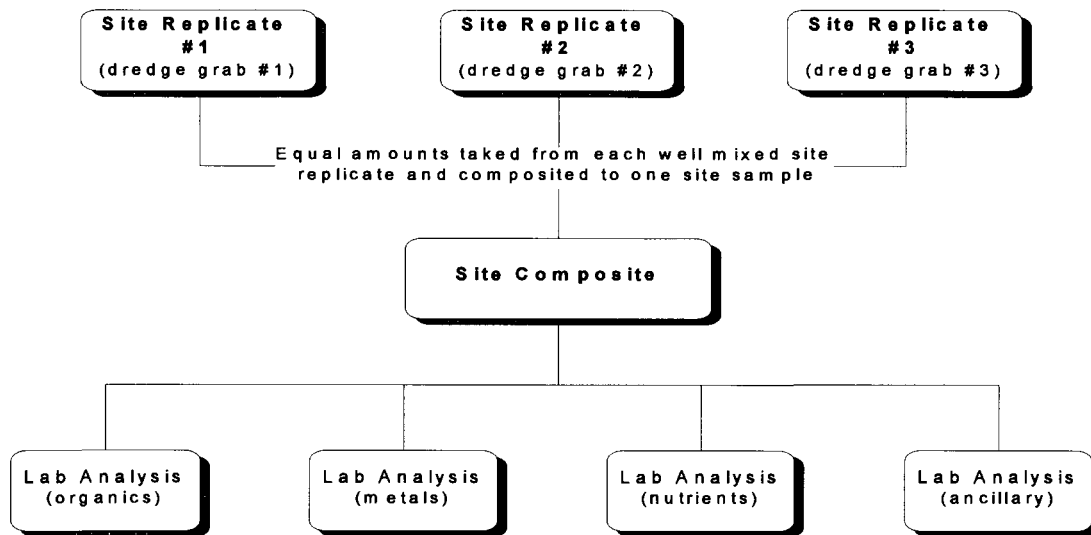 Site Replicate
#1
(dredge grab #1)
Site Replicate
#2
(dredge grab #2)
Site Replicate
#3
(dredge grab #3)
Equal amounts taked from each well mixed site
replicate and composited to one site sample
Site Composite
Lab Analysis
(organics)
Lab Analysis
(metals)
Lab Analysis
(nutrients)
Lab Analysis
(ancillary)